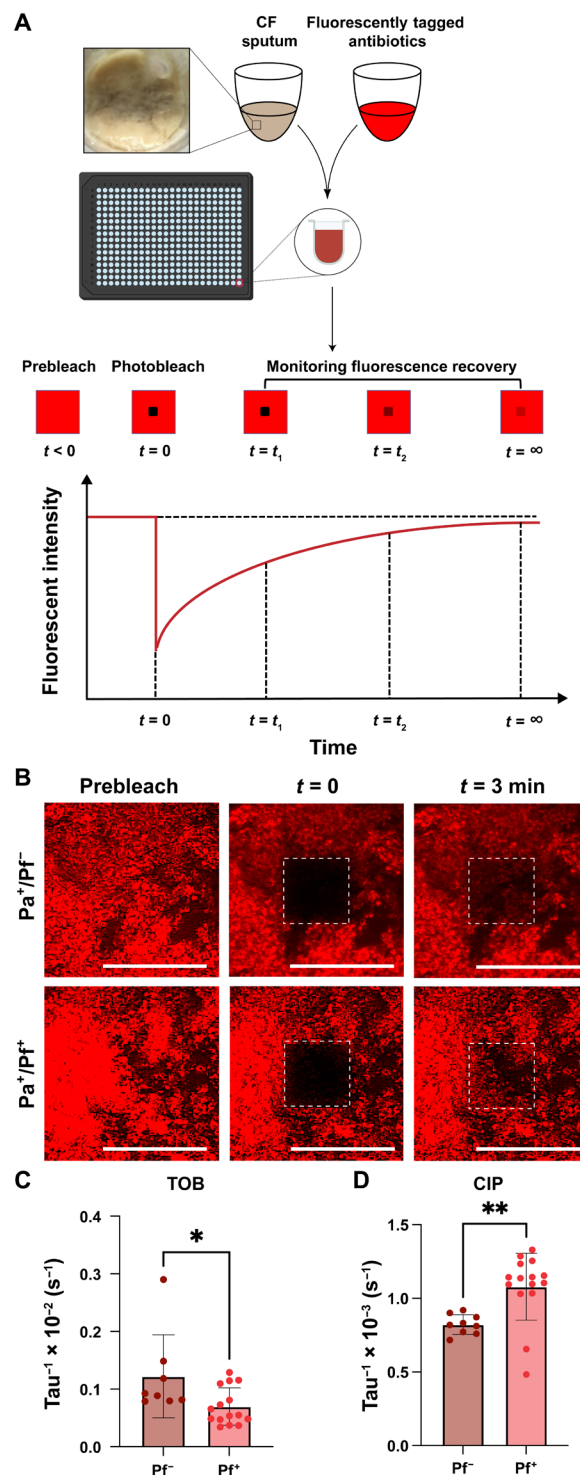 A
CF
sputum
Fluorescently tagged
antibiotics
Prebleach
Photobleach
Monitoring fluorescence recovery
t < 0
t = 0
t = t₁
t = t₂
t = ∞
Fluorescent intensity
t = 0
t = t₁
t = t₂
t = ∞
Time
B
Prebleach
t = 0
t = 3 min
Pa⁺/Pf⁻
Pa⁺/Pf⁺
C
TOB
*
Tau⁻¹ × 10⁻² (s⁻¹)
0.4
0.3
0.2
0.1
0.0
Pf⁻
Pf⁺
D
CIP
**
Tau⁻¹ × 10⁻³ (s⁻¹)
1.5
1.0
0.5
0.0
Pf⁻
Pf⁺